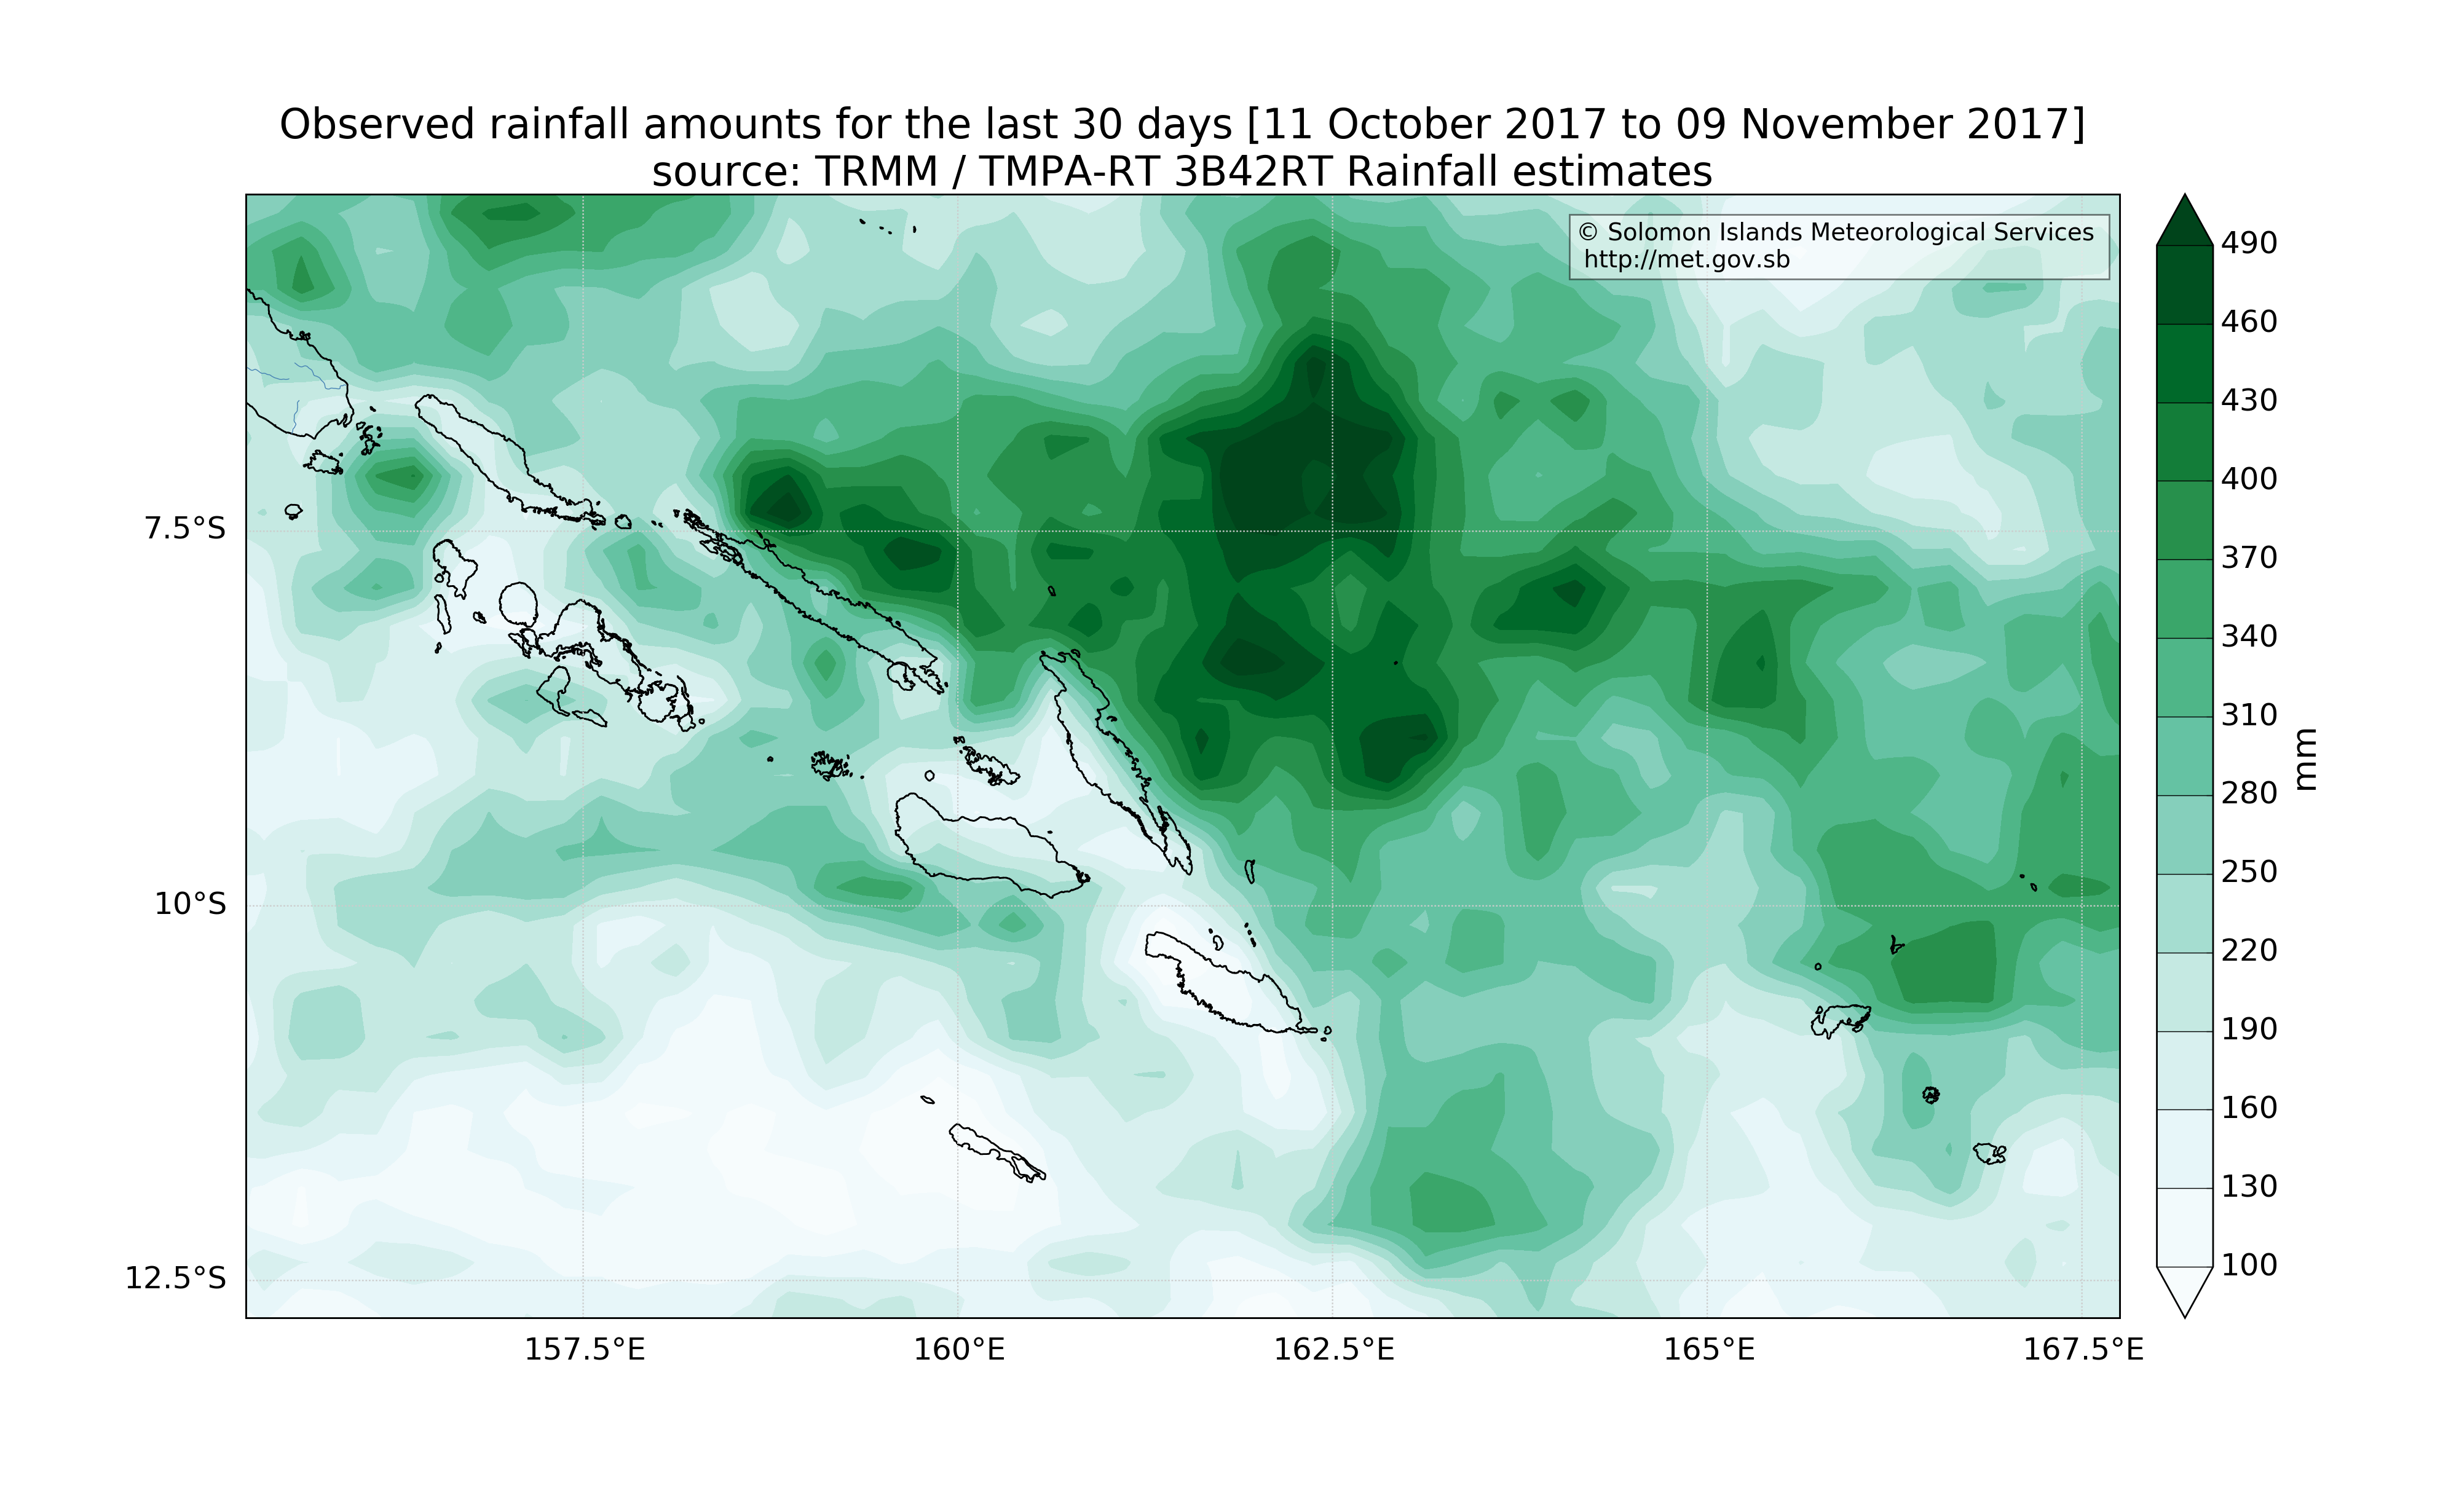 Observed rainfall amounts for the last 30 days [11 October 2017 to 09 November 2017]
source: TRMM / TMPA-RT 3B42RT Rainfall estimates
© Solomon Islands Meteorological Services
http://met.gov.sb
7.5°S
10°S
12.5°S
157.5°E
160°E
162.5°E
165°E
167.5°E
490
460
430
400
370
340
310
280
250
220
190
160
130
100
mm